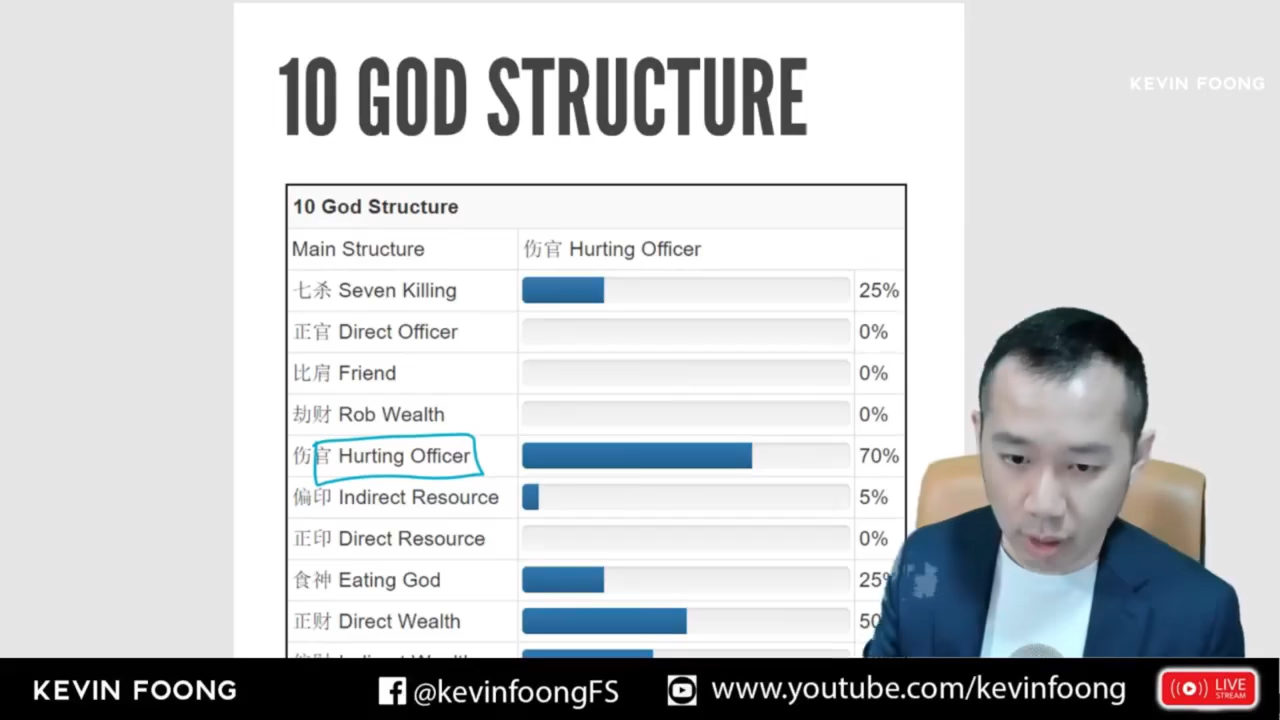 10 GOD STRUCTURE
KEVIN FOONG
10 God Structure
Main Structure 伤官 Hurting Officer
七杀 Seven Killing 25%
正官 Direct Officer 0%
比肩 Friend 0%
劫财 Rob Wealth 0%
伤官 Hurting Officer 70%
偏印 Indirect Resource 5%
正印 Direct Resource 0%
食神 Eating God 25%
正财 Direct Wealth 50
KEVIN FOONG
@kevinfoongFS
www.youtube.com/kevinfoong
LIVE
STREAM